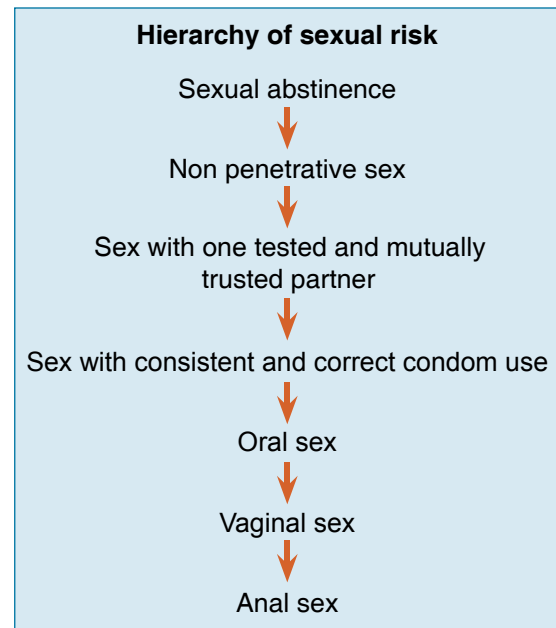 Hierarchy of sexual risk
Sexual abstinence
Non penetrative sex
Sex with one tested and mutually
trusted partner
Sex with consistent and correct condom use
Oral sex
Vaginal sex
Anal sex